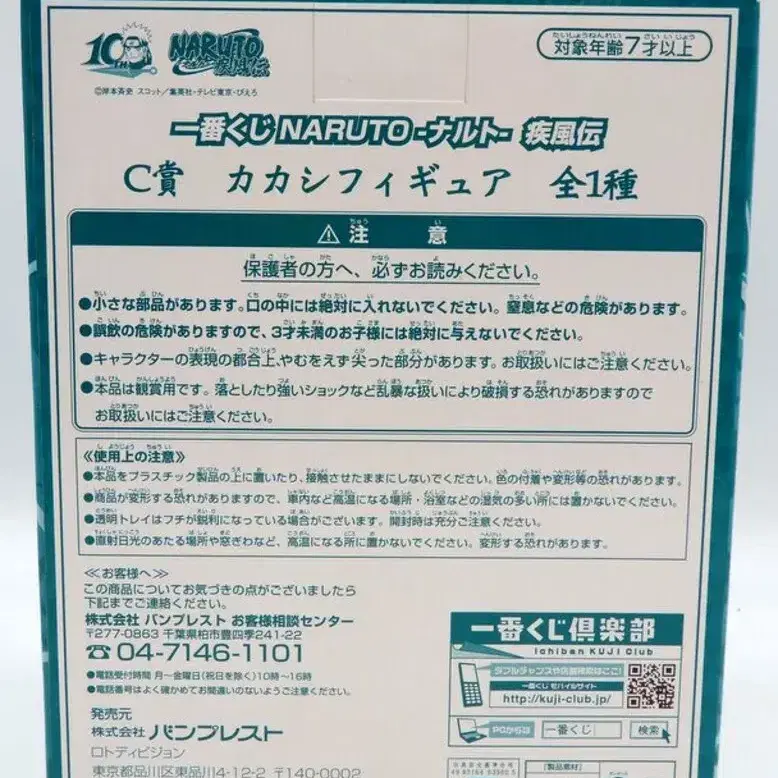 10TH NARUTO -ナルト- 疾風伝
対象年齢7才以上
©岸本斉史 スコット/集英社・テレビ東京・ぴえろ
一番くじ NARUTO -ナルト- 疾風伝
C賞 カカシフィギュア 全1種
⚠注 意
保護者の方へ、必ずお読みください。
●小さな部品があります。口の中には絶対に入れないでください。窒息などの危険があります。
●誤飲の危険がありますので、3才未満のお子様には絶対に与えないでください。
●キャラクターの表現の都合上、やむをえず尖った部分があります。お取扱いにはご注意ください。
●本品は観賞用です。落としたり強いショックなど乱暴な扱いにより破損する恐れがありますので
お取扱いにはご注意ください。
《使用上の注意》
●本品をプラスチック製品の上に置いたり、接触させたままにしないでください。色の付着や変形等の恐れがあります。
●商品が変形する恐れがありますので、車内など高温になる場所・浴室などの湿気の多い所には置かないでください。
●透明トレイはフチが鋭利になっている場合がございます。開封時は充分ご注意ください。
●直射日光のあたる場所や窓ぎわなど、高温になる所に置かないでください。変形する恐れがあります。
≪お客様へ≫
この商品についてお気づきの点がございましたら
下記までご連絡ください。
株式会社 バンプレスト お客様相談センター
〒277-0863 千葉県柏市豊四季241-22
☎04-7146-1101
●電話受付時間 月〜金曜日(祝日を除く)10時〜16時
●電話番号はよく確かめてお間違いのないようご注意ください。
発売元
株式会社 バンプレスト
ロトディビジョン
東京都品川区東品川4-12-2 〒140-0002
一番くじ倶楽部
Ichiban KUJI Club
ダブルチャンスや店舗検索はここ!
一番くじ モバイルサイト
http://kuji-club.jp/
PCからは 一番くじ 検索
【製品素材】